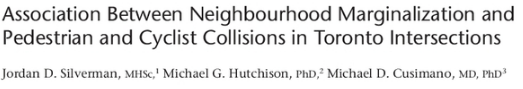 Association Between Neighbourhood Marginalization and
Pedestrian and Cyclist Collisions in Toronto Intersections
Jordan D. Silverman, MHSc,1 Michael G. Hutchison, PhD,2 Michael D. Cusimano, MD, PhD3